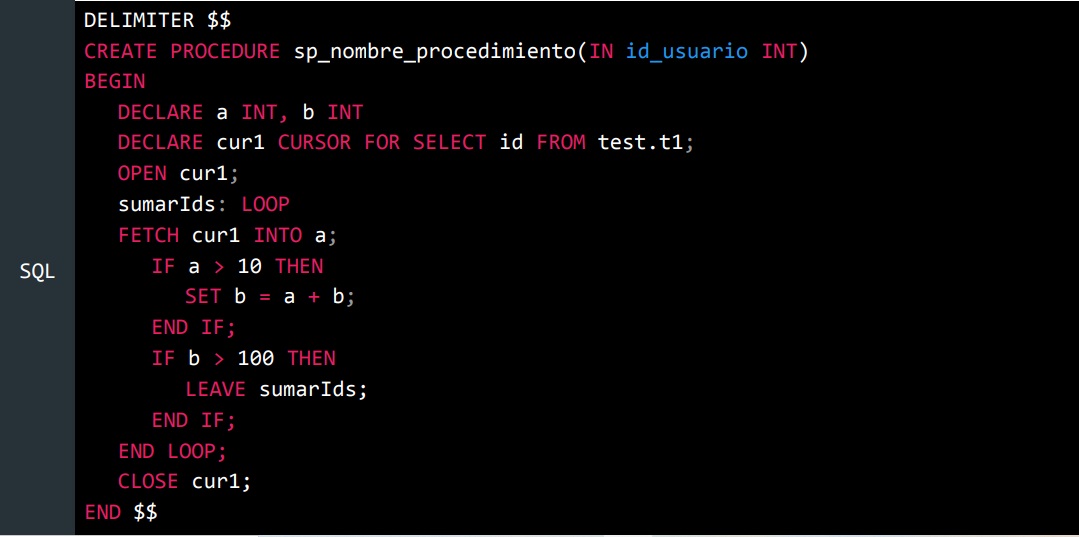 DELIMITER $$
CREATE PROCEDURE sp_nombre_procedimiento(IN id_usuario INT)
BEGIN
DECLARE a INT, b INT
DECLARE cur1 CURSOR FOR SELECT id FROM test.t1;
OPEN cur1;
sumarIds: LOOP
FETCH cur1 INTO a;
SQL
IF a > 10 THEN
SET b = a + b;
END IF;
IF b > 100 THEN
LEAVE sumarIds;
END IF;
END LOOP;
CLOSE cur1;
END $$